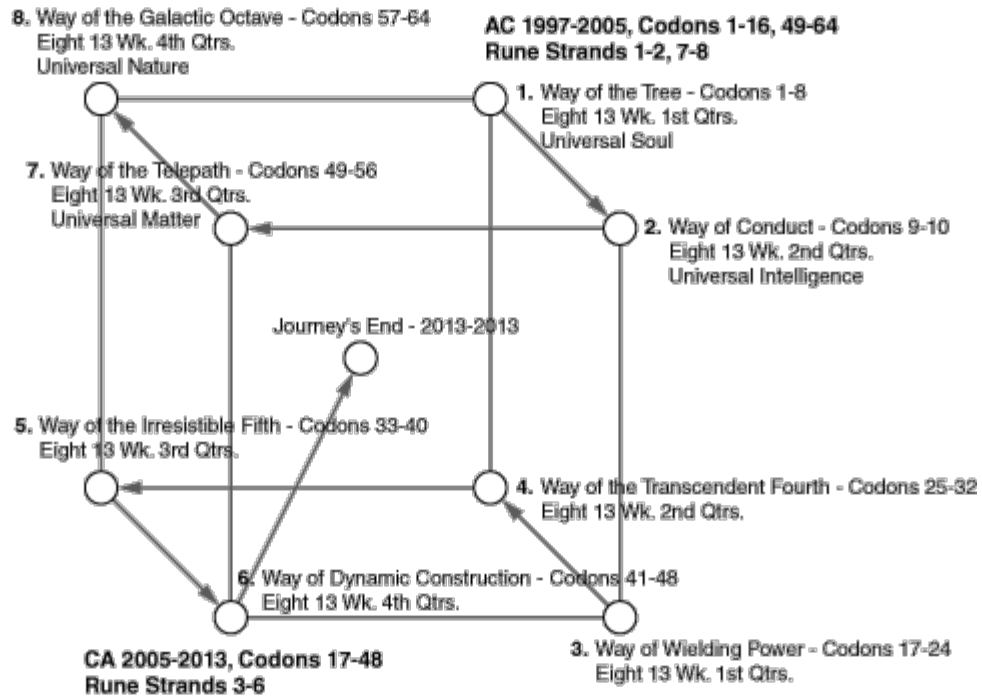 8. Way of the Galactic Octave - Codons 57-64
Eight 13 Wk. 4th Qtrs.
Universal Nature
AC 1997-2005, Codons 1-16, 49-64
Rune Strands 1-2, 7-8
1. Way of the Tree - Codons 1-8
Eight 13 Wk. 1st Qtrs.
Universal Soul
7. Way of the Telepath - Codons 49-56
Eight 13 Wk. 3rd Qtrs.
Universal Matter
2. Way of Conduct - Codons 9-10
Eight 13 Wk. 2nd Qtrs.
Universal Intelligence
Journey's End - 2013-2013
5. Way of the Irresistible Fifth - Codons 33-40
Eight 13 Wk. 3rd Qtrs.
4. Way of the Transcendent Fourth - Codons 25-32
Eight 13 Wk. 2nd Qtrs.
6. Way of Dynamic Construction - Codons 41-48
Eight 13 Wk. 4th Qtrs.
3. Way of Wielding Power - Codons 17-24
Eight 13 Wk. 1st Qtrs.
CA 2005-2013, Codons 17-48
Rune Strands 3-6